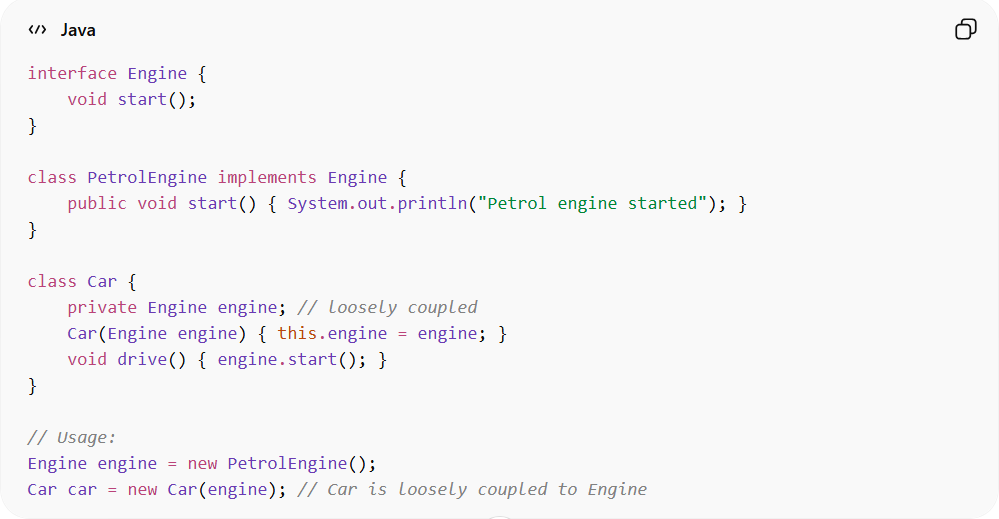 </> Java
interface Engine {
    void start();
}
class PetrolEngine implements Engine {
    public void start() { System.out.println("Petrol engine started"); }
}
class Car {
    private Engine engine; // loosely coupled
    Car(Engine engine) { this.engine = engine; }
    void drive() { engine.start(); }
}
// Usage:
Engine engine = new PetrolEngine();
Car car = new Car(engine); // Car is loosely coupled to Engine